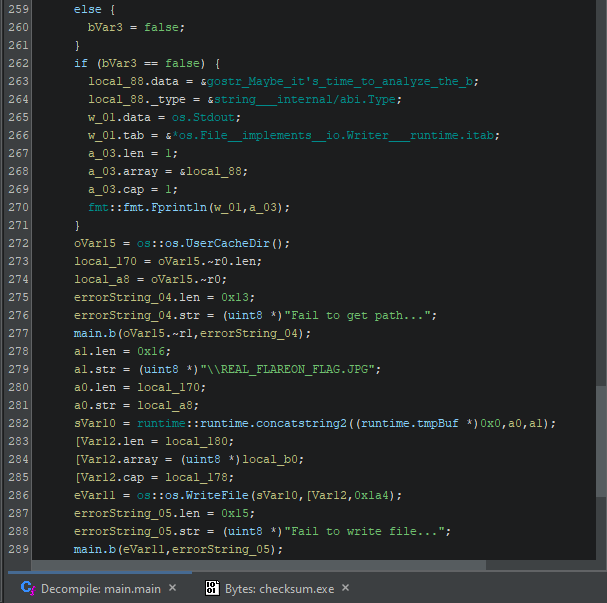 259 else {
260 bVar3 = false;
261 }
262 if (bVar3 == false) {
263 local_88.data = &gostr_Maybe_it's_time_to_analyze_the_b;
264 local_88._type = &string___internal/abi.Type;
265 w_01.data = os.Stdout;
266 w_01.tab = &*os.File__implements__io.Writer___runtime.itab;
267 a_03.len = 1;
268 a_03.array = &local_88;
269 a_03.cap = 1;
270 fmt::fmt.Fprintln(w_01,a_03);
271 }
272 oVar15 = os::os.UserCacheDir();
273 local_170 = oVar15.~r0.len;
274 local_a8 = oVar15.~r0;
275 errorString_04.len = 0x13;
276 errorString_04.str = (uint8 *)"Fail to get path...";
277 main.b(oVar15.~r1,errorString_04);
278 a1.len = 0x16;
279 a1.str = (uint8 *)"\\REAL_FLAREON_FLAG.JPG";
280 a0.len = local_170;
281 a0.str = local_a8;
282 sVar10 = runtime::runtime.concatstring2((runtime.tmpBuf *)0x0,a0,a1);
283 [Var12.len = local_180;
284 [Var12.array = (uint8 *)local_b0;
285 [Var12.cap = local_178;
286 eVar11 = os::os.WriteFile(sVar10,[Var12,0x1a4);
287 errorString_05.len = 0x15;
288 errorString_05.str = (uint8 *)"Fail to write file...";
289 main.b(eVar11,errorString_05);
Decompile: main.main × Bytes: checksum.exe ×